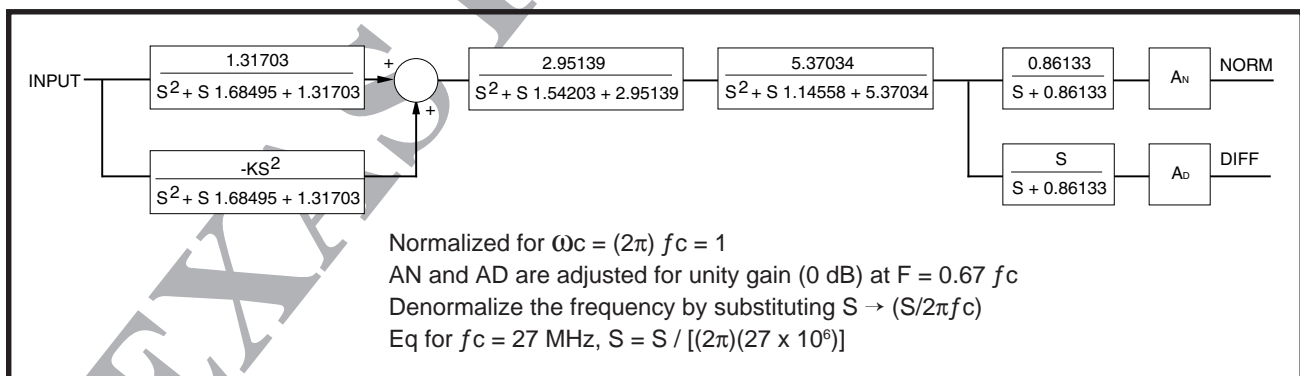 INPUT
1.31703
S2 + S 1.68495 + 1.31703
+
-KS2
S2 + S 1.68495 + 1.31703
+
2.95139
S2 + S 1.54203 + 2.95139
5.37034
S2 + S 1.14558 + 5.37034
0.86133
S + 0.86133
AN
NORM
S
S + 0.86133
AD
DIFF
Normalized for ωc = (2π) ƒc = 1
AN and AD are adjusted for unity gain (0 dB) at F = 0.67 ƒc
Denormalize the frequency by substituting S → (S/2πƒc)
Eq for ƒc = 27 MHz, S = S / [(2π)(27 x 10⁶)]